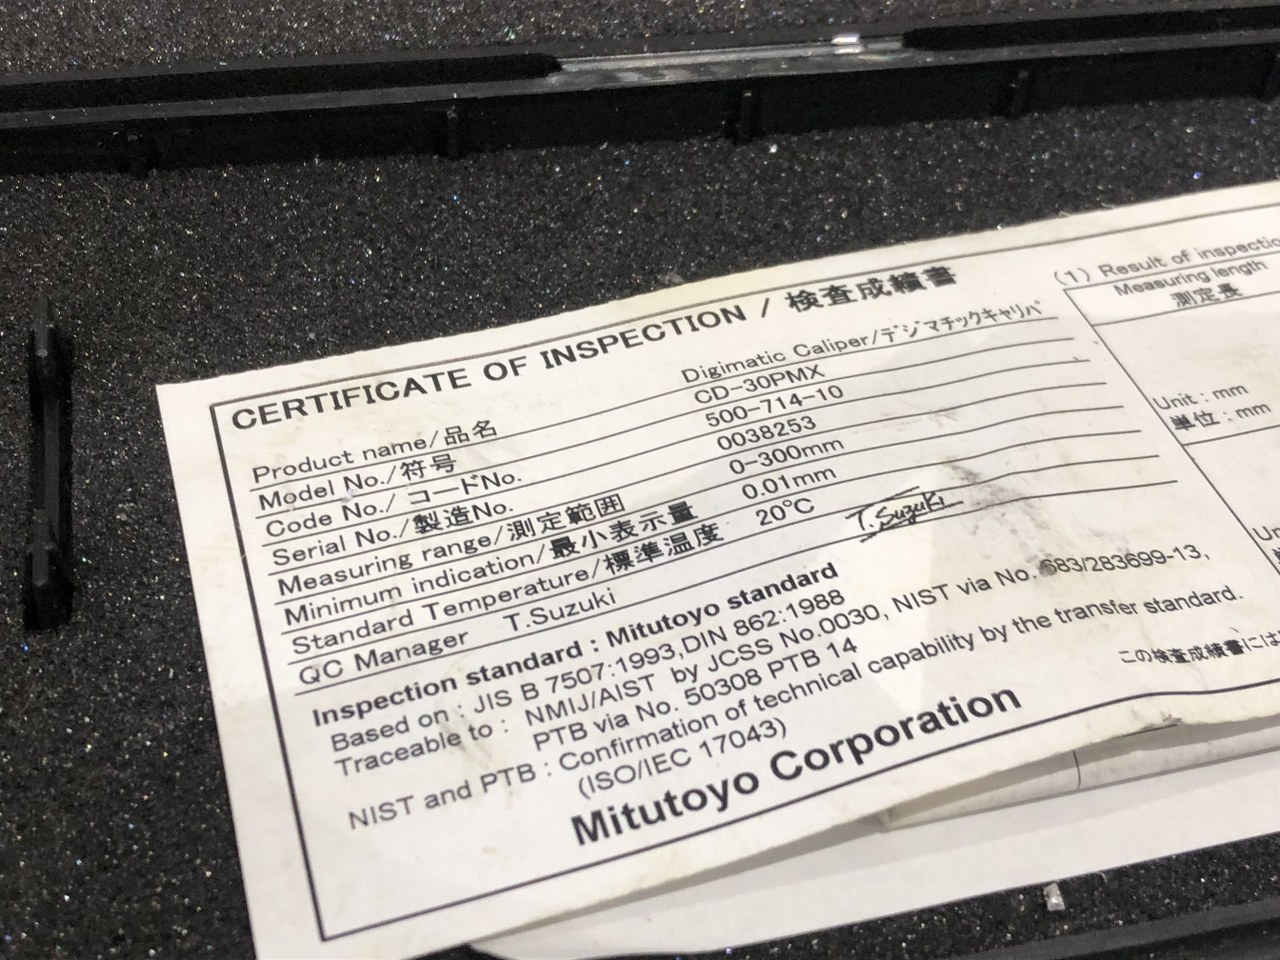 CERTIFICATE OF INSPECTION / 検査成績書
Product name/品名 Digimatic Caliper/デジマチックキャリパ
Model No./符号 CD-30PMX
Code No./コードNo. 500-714-10
Serial No./製造No. 0038253
Measuring range/測定範囲 0-300mm
Minimum indication/最小表示量 0.01mm
Standard Temperature/標準温度 20℃
QC Manager T.Suzuki T.Suzuki
Inspection standard : Mitutoyo standard
Based on : JIS B 7507:1993,DIN 862:1988
Traceable to : NMIJ/AIST by JCSS No.0030, NIST via No. 683/283699-13,
PTB via No. 50308 PTB 14
NIST and PTB : Confirmation of technical capability by the transfer standard.
(ISO/IEC 17043)
Mitutoyo Corporation
この検査成績書には
(1) Result of inspectio
Measuring length
測定長
Unit : mm
単位 : mm